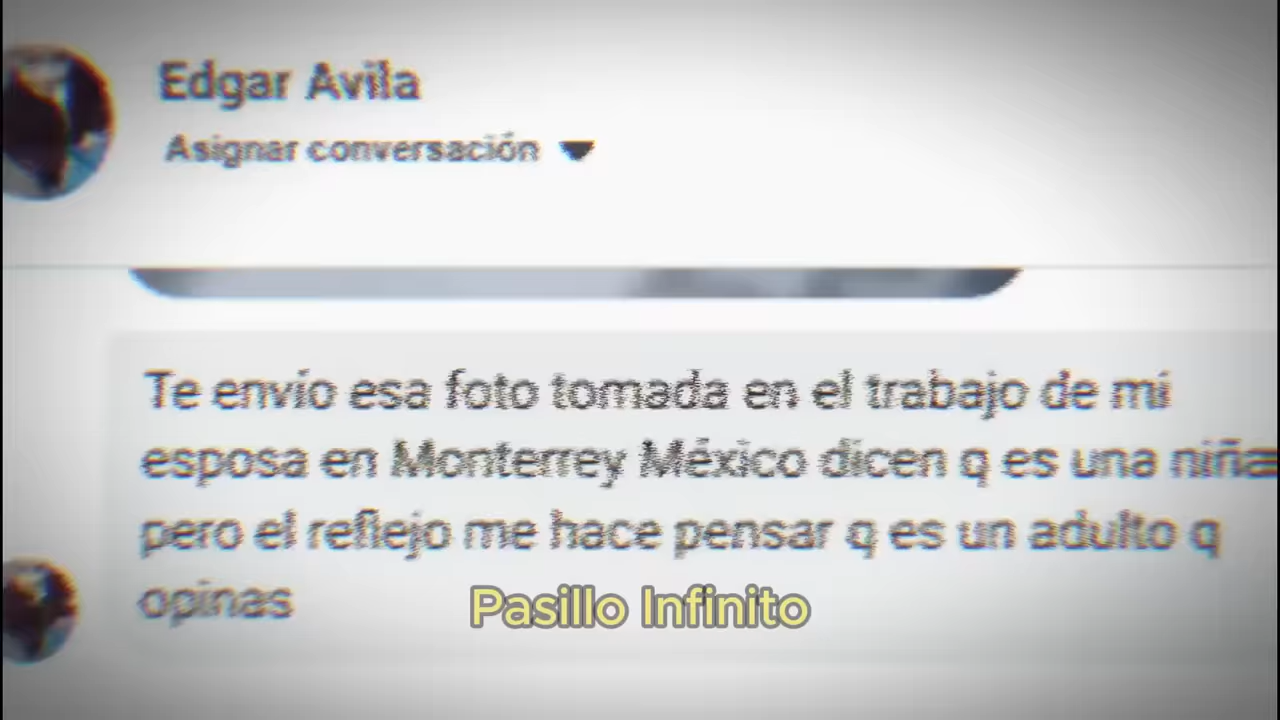 Edgar Avila
Asignar conversación
Te envío esa foto tomada en el trabajo de mi
esposa en Monterrey México dicen q es una niña
pero el reflejo me hace pensar q es un adulto q
opinas
Pasillo Infinito